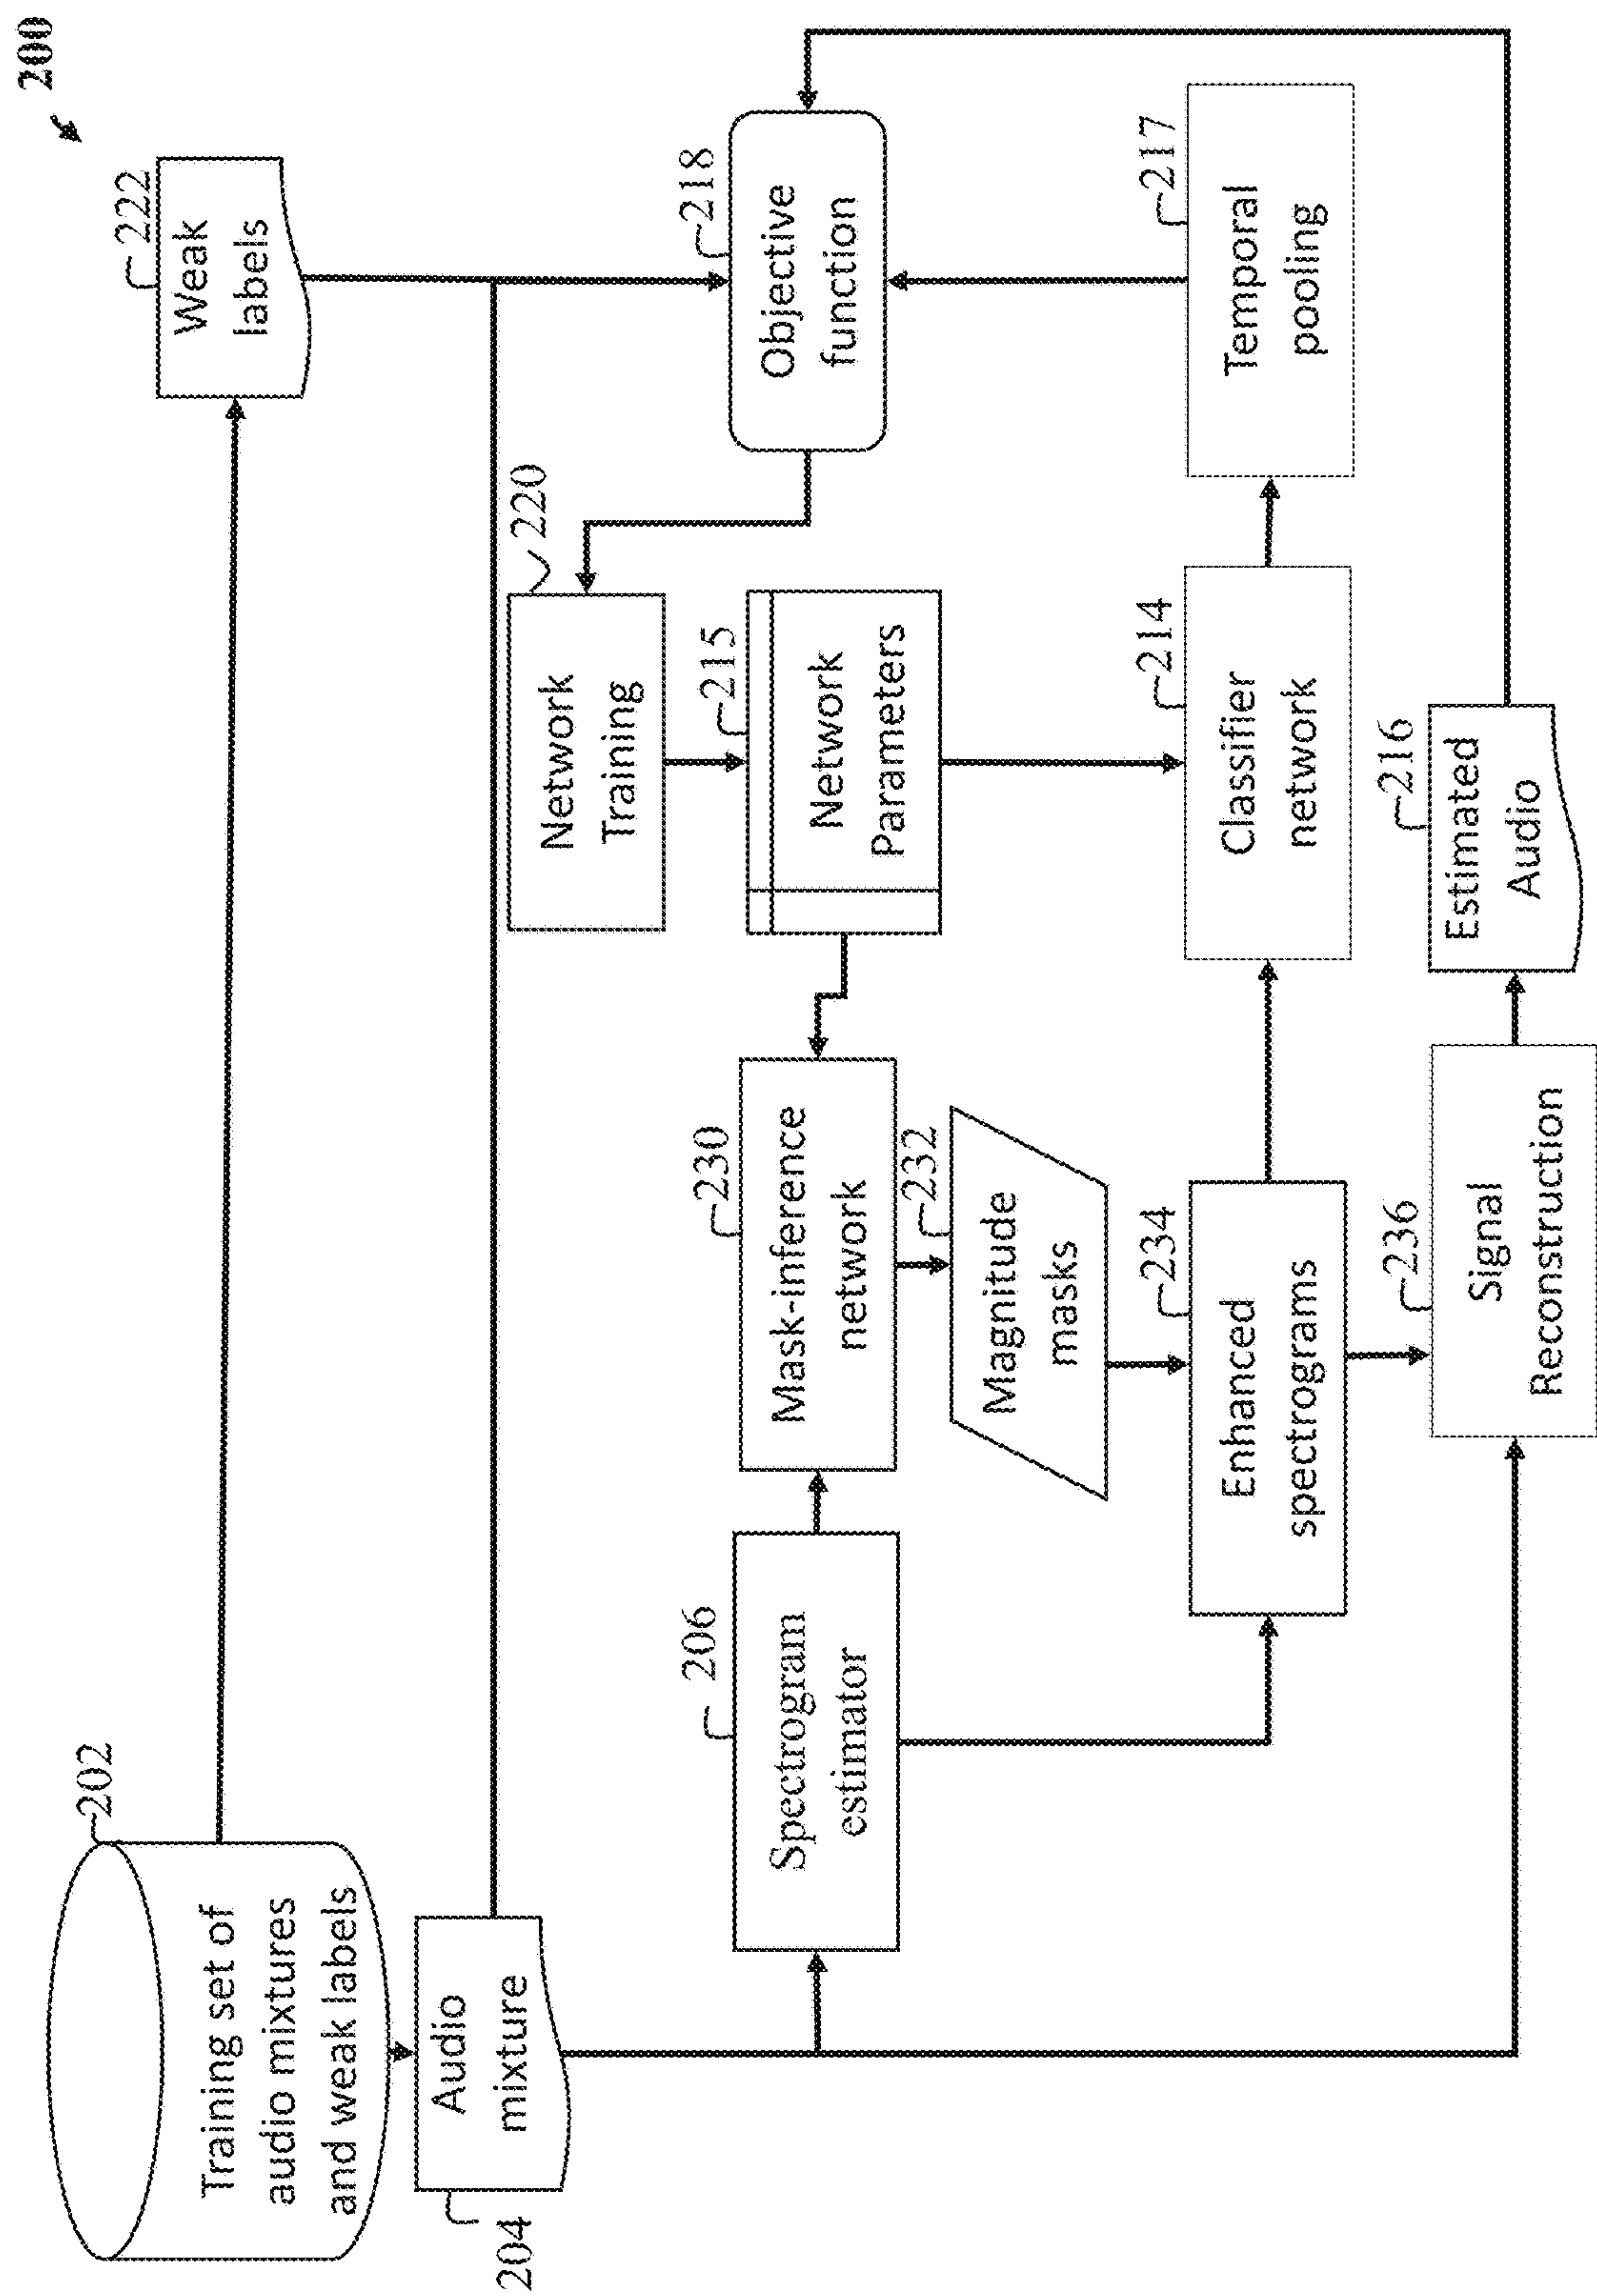 200
202
Training set of
audio mixtures
and weak labels
222
Weak
labels
204
Audio
mixture
220
Network
Training
218
Objective
function
206
Spectrogram
estimator
230
Mask-inference
network
215
Network
Parameters
232
Magnitude
masks
234
Enhanced
spectrograms
214
Classifier
network
217
Temporal
pooling
236
Signal
Reconstruction
216
Estimated
Audio